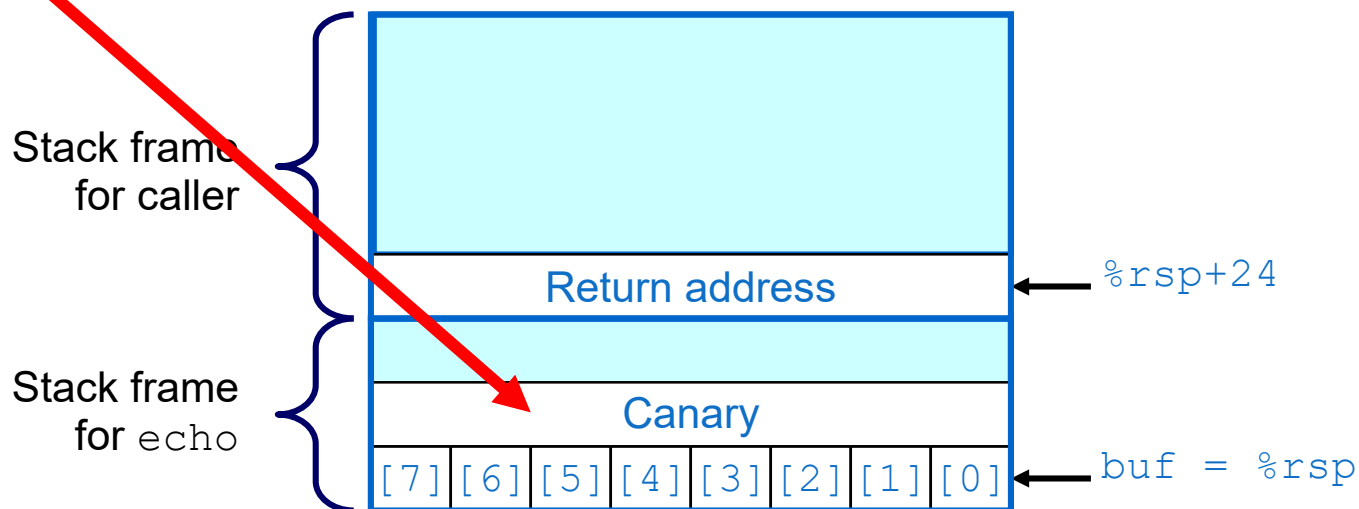 Stack frame
for caller
Return address
%rsp+24
Stack frame
for echo
Canary
[7] [6] [5] [4] [3] [2] [1] [0]
buf = %rsp